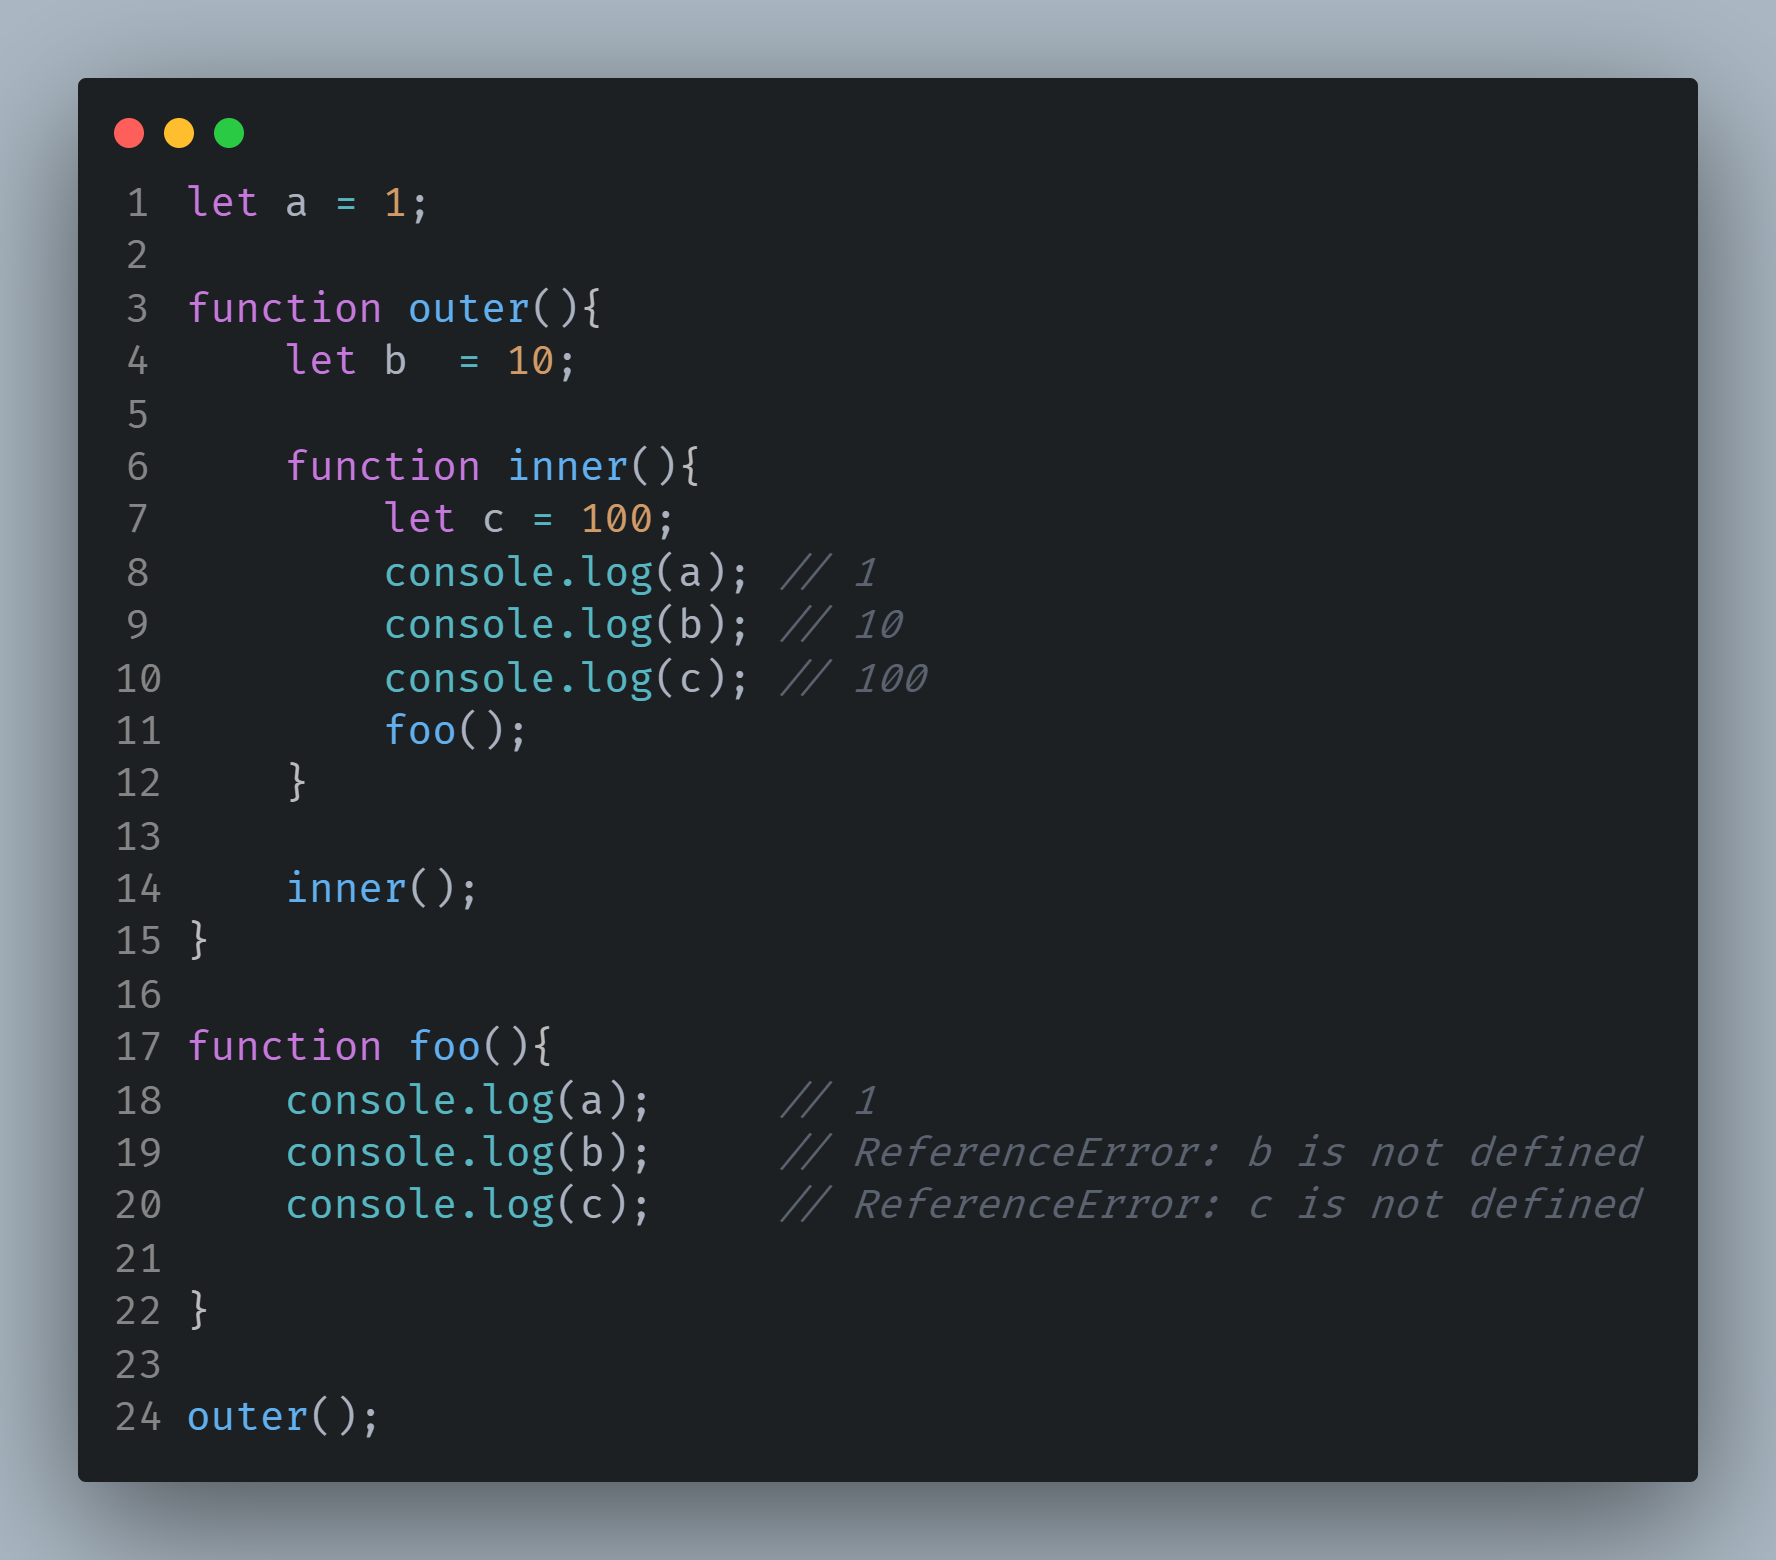 1 let a = 1;
2
3 function outer(){
4     let b  = 10;
5
6     function inner(){
7         let c = 100;
8         console.log(a); // 1
9         console.log(b); // 10
10         console.log(c); // 100
11         foo();
12     }
13
14     inner();
15 }
16
17 function foo(){
18     console.log(a);     // 1
19     console.log(b);     // ReferenceError: b is not defined
20     console.log(c);     // ReferenceError: c is not defined
21
22 }
23
24 outer();